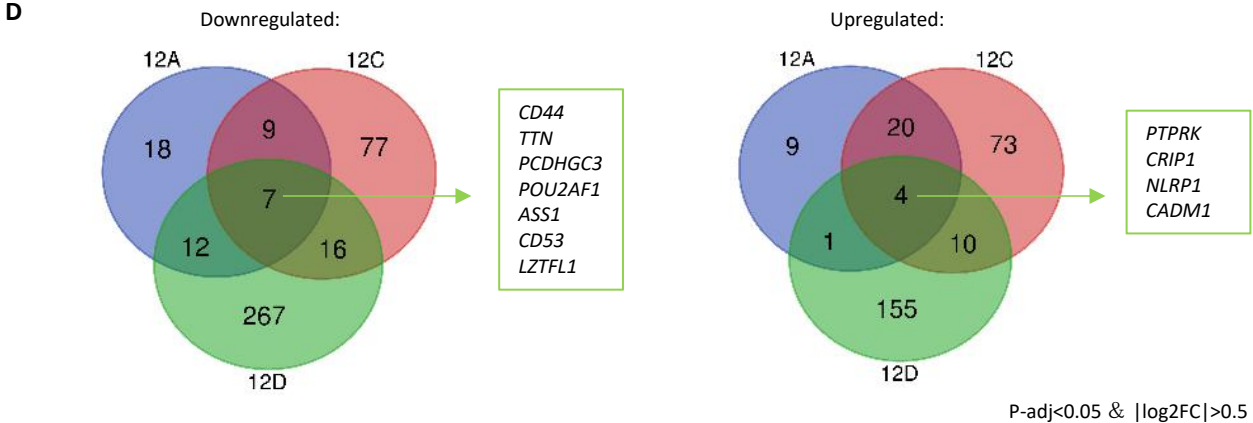 D
Downregulated:
12A
12C
18
9
77
7
12
16
267
12D
CD44
TTN
PCDHGC3
POU2AF1
ASS1
CD53
LZTFL1
Upregulated:
12A
12C
9
20
73
4
1
10
155
12D
PTPRK
CRIP1
NLRP1
CADM1
P-adj<0.05 & |log2FC|>0.5